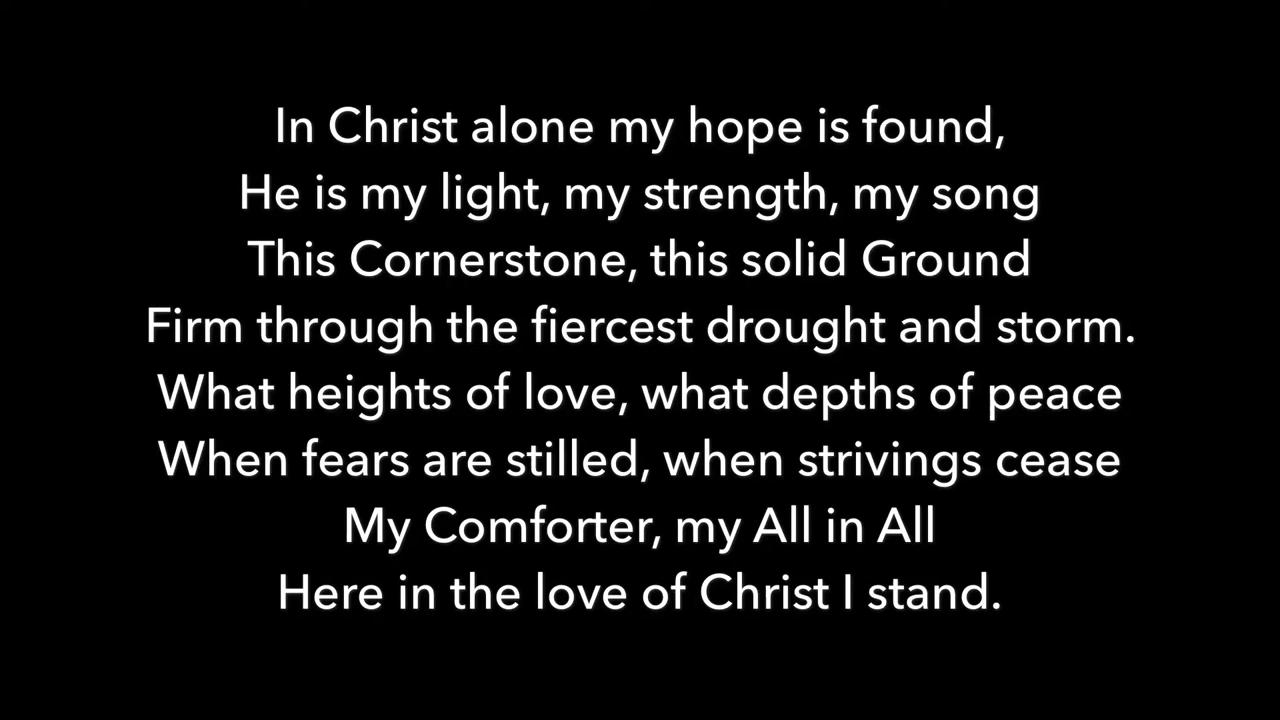 In Christ alone my hope is found,
He is my light, my strength, my song
This Cornerstone, this solid Ground
Firm through the fiercest drought and storm.
What heights of love, what depths of peace
When fears are stilled, when strivings cease
My Comforter, my All in All
Here in the love of Christ I stand.